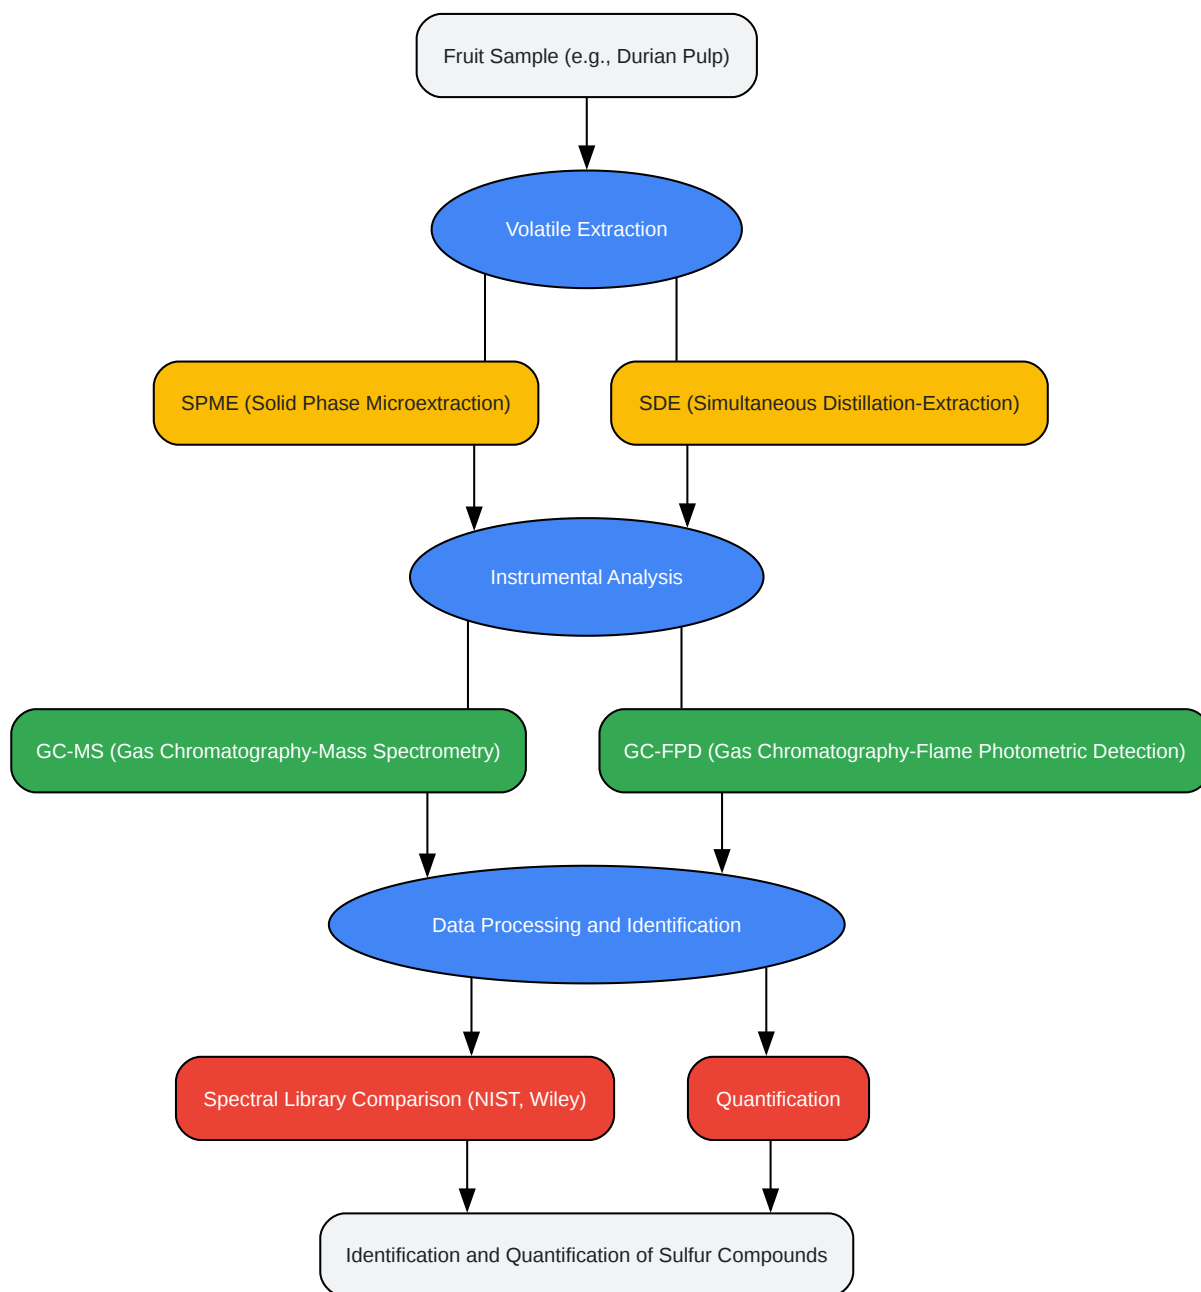 Fruit Sample (e.g., Durian Pulp)
Volatile Extraction
SPME (Solid Phase Microextraction)
SDE (Simultaneous Distillation-Extraction)
Instrumental Analysis
GC-MS (Gas Chromatography-Mass Spectrometry)
GC-FPD (Gas Chromatography-Flame Photometric Detection)
Data Processing and Identification
Spectral Library Comparison (NIST, Wiley)
Quantification
Identification and Quantification of Sulfur Compounds